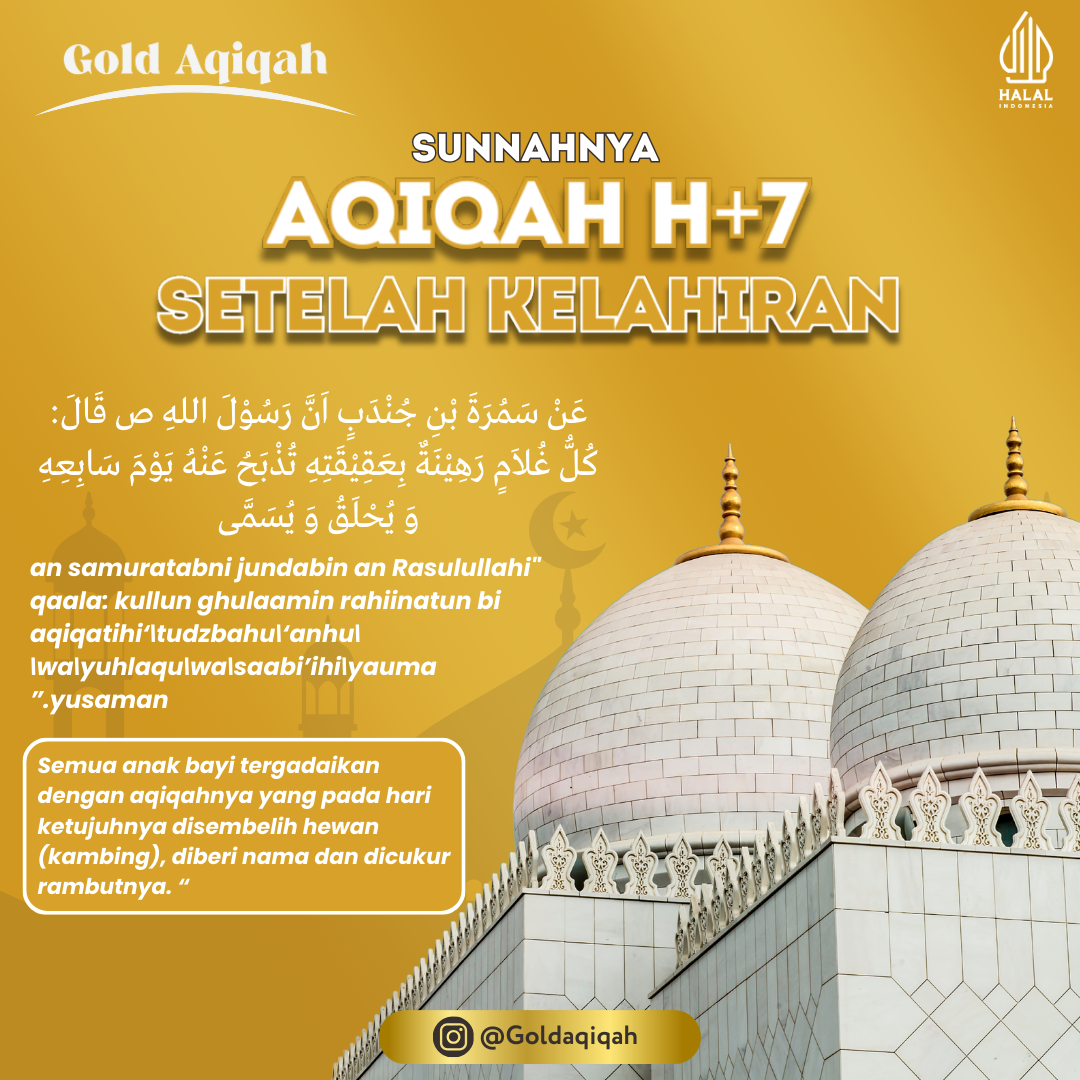 Gold Aqiqah
HALAL
INDONESIA
SUNNAHNYA
AQIQAH H+7
SETELAH KELAHIRAN
عَنْ سَمُرَةَ بْنِ جُنْدَبٍ اَنَّ رَسُوْلَ اللهِ ص قَالَ:
كُلُّ غُلاَمٍ رَهِيْنَةٌ بِعَقِيْقَتِهِ تُذْبَحُ عَنْهُ يَوْمَ سَابِعِهِ
وَ يُحْلَقُ وَ يُسَمَّى
an samuratabni jundabin an Rasulullahi"
qaala: kullun ghulaamin rahiinatun bi
aqiqatihi‘\tudzbahu\‘anhu\
\wa\yuhlaqu\wa\saabi’ihi\yauma
”.yusaman
Semua anak bayi tergadaikan
dengan aqiqahnya yang pada hari
ketujuhnya disembelih hewan
(kambing), diberi nama dan dicukur
rambutnya. “
@Goldaqiqah